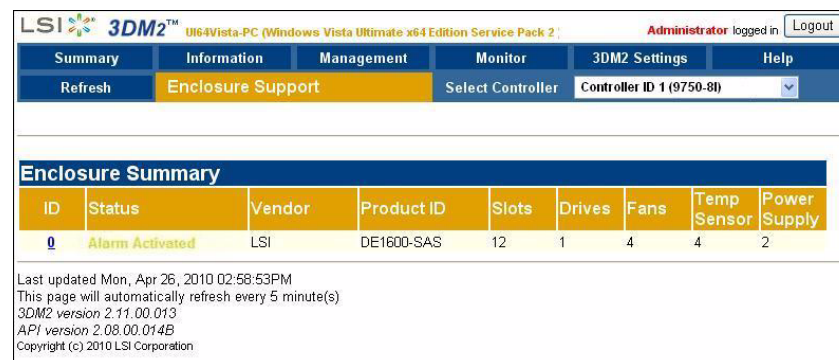 LSI 3DM2™ UI64Vista-PC (Windows Vista Ultimate x64 Edition Service Pack 2) Administrator logged in Logout
Summary Information Management Monitor 3DM2 Settings Help
Refresh Enclosure Support Select Controller Controller ID 1 (9750-8I)
Enclosure Summary
ID Status Vendor Product ID Slots Drives Fans Temp Sensor Power Supply
0 Alarm Activated LSI DE1600-SAS 12 1 4 4 2
Last updated Mon, Apr 26, 2010 02:58:53PM
This page will automatically refresh every 5 minute(s)
3DM2 version 2.11.00.013
API version 2.08.00.014B
Copyright (c) 2010 LSI Corporation